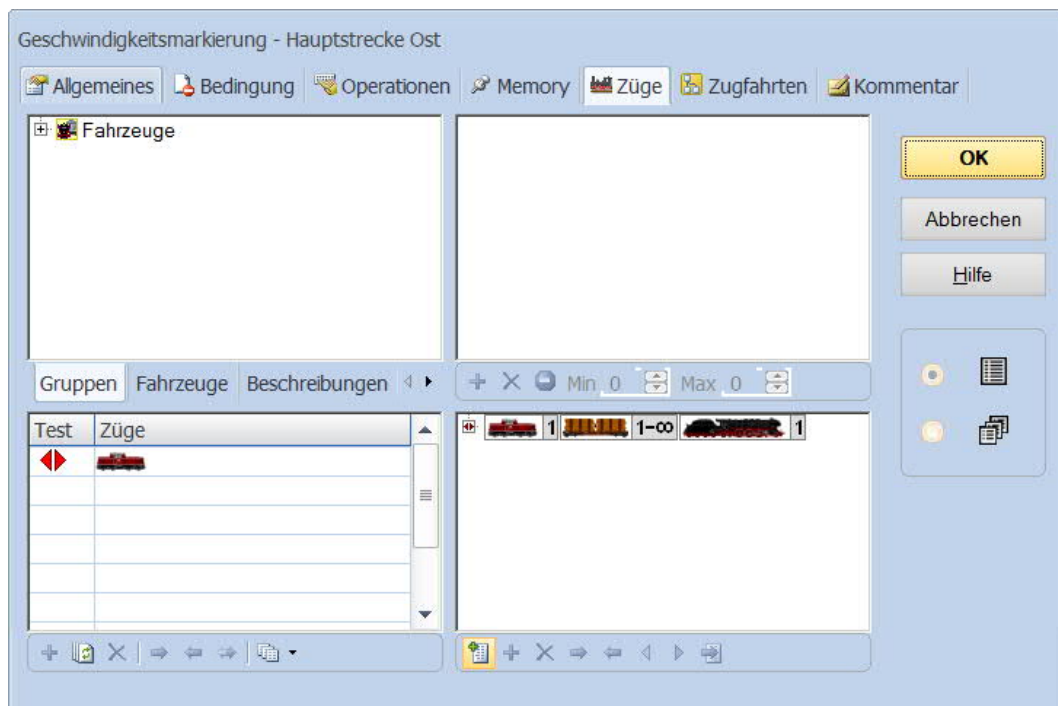 Geschwindigkeitsmarkierung - Hauptstrecke Ost
Allgemeines Bedingung Operationen Memory Züge Zugfahrten Kommentar
Fahrzeuge
OK
Abbrechen
Hilfe
Gruppen Fahrzeuge Beschreibungen
Min 0 Max 0
Test Züge
1 1-∞ 1